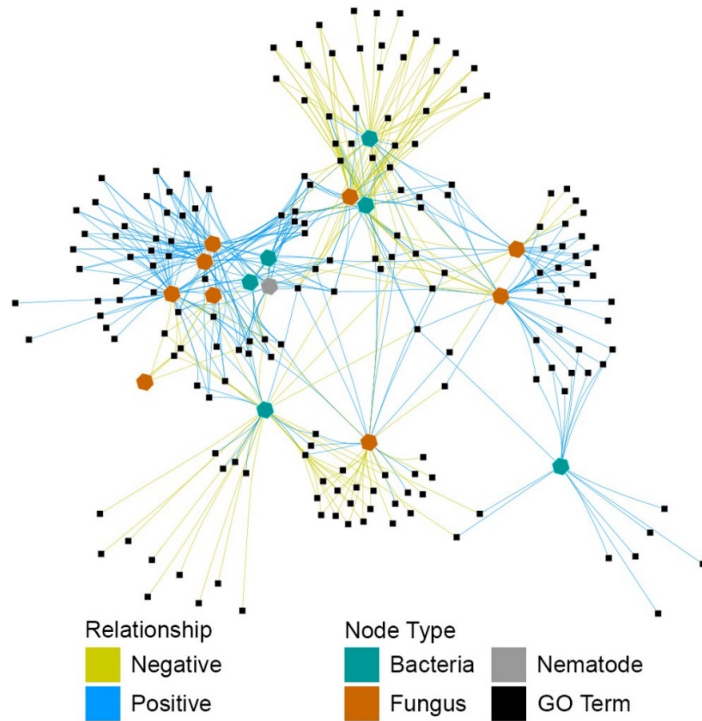 Relationship
Negative
Positive
Node Type
Bacteria
Nematode
Fungus
GO Term